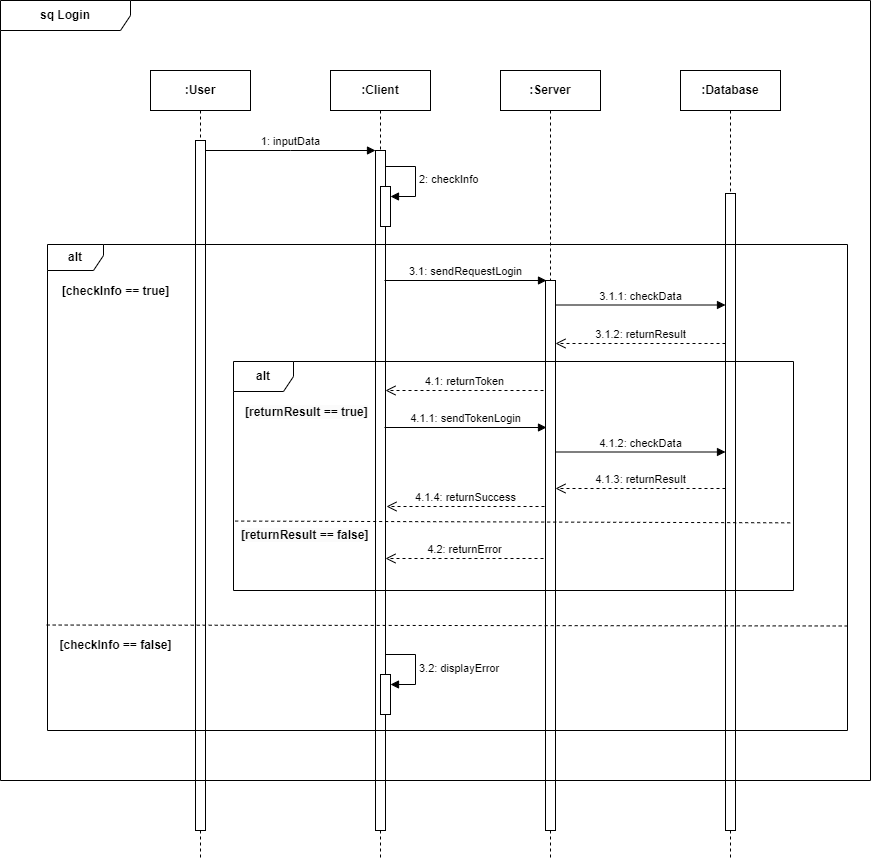 sq Login
:User
:Client
:Server
:Database
1: inputData
2: checkInfo
alt
3.1: sendRequestLogin
[checkInfo == true]
3.1.1: checkData
3.1.2: returnResult
alt
4.1: returnToken
[returnResult == true]
4.1.1: sendTokenLogin
4.1.2: checkData
4.1.3: returnResult
4.1.4: returnSuccess
[returnResult == false]
4.2: returnError
[checkInfo == false]
3.2: displayError